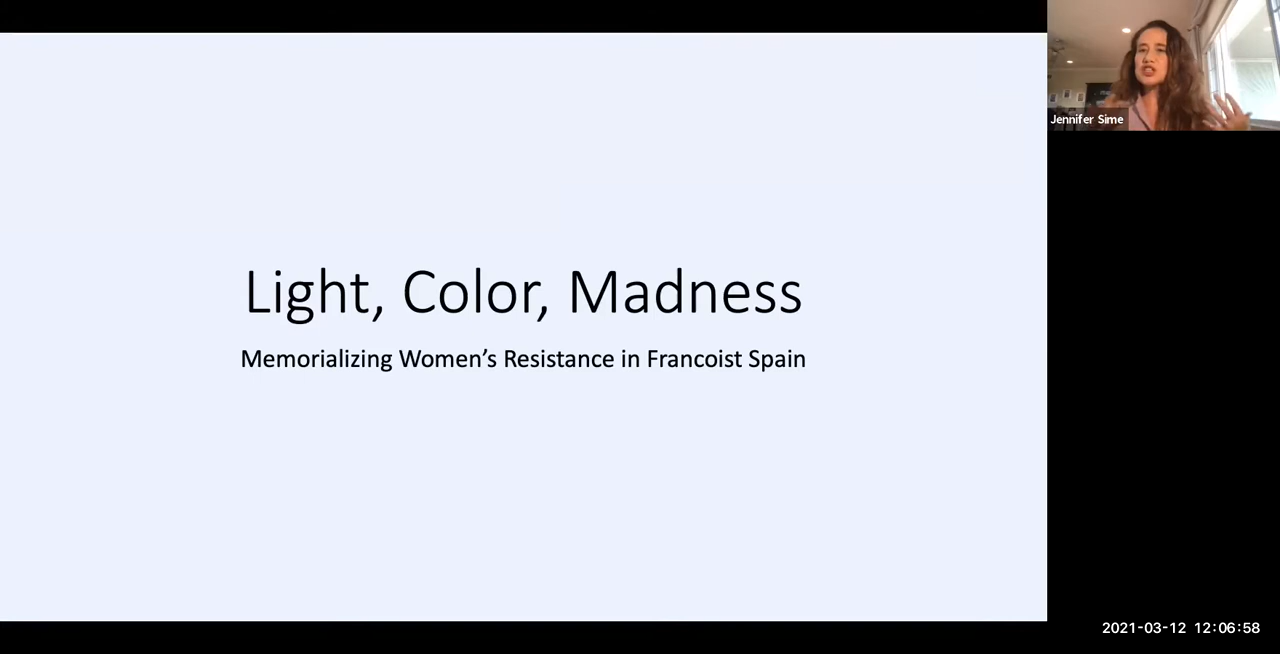 Jennifer Sime
Light, Color, Madness
Memorializing Women’s Resistance in Francoist Spain
2021-03-12 12:06:58